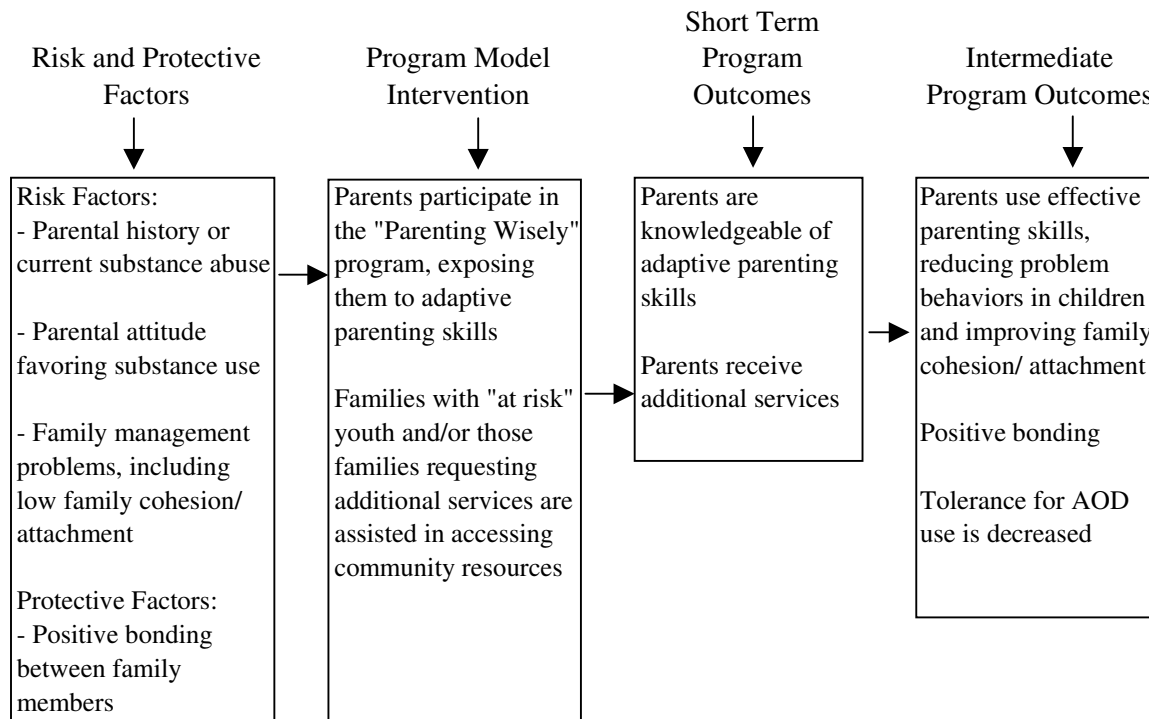 Risk and Protective
Factors
Program Model
Intervention
Short Term
Program
Outcomes
Intermediate
Program Outcomes
Risk Factors:
- Parental history or
current substance abuse
- Parental attitude
favoring substance use
- Family management
problems, including
low family cohesion/
attachment
Protective Factors:
- Positive bonding
between family
members
Parents participate in
the "Parenting Wisely"
program, exposing
them to adaptive
parenting skills
Families with "at risk"
youth and/or those
families requesting
additional services are
assisted in accessing
community resources
Parents are
knowledgeable of
adaptive parenting
skills
Parents receive
additional services
Parents use effective
parenting skills,
reducing problem
behaviors in children
and improving family
cohesion/ attachment
Positive bonding
Tolerance for AOD
use is decreased